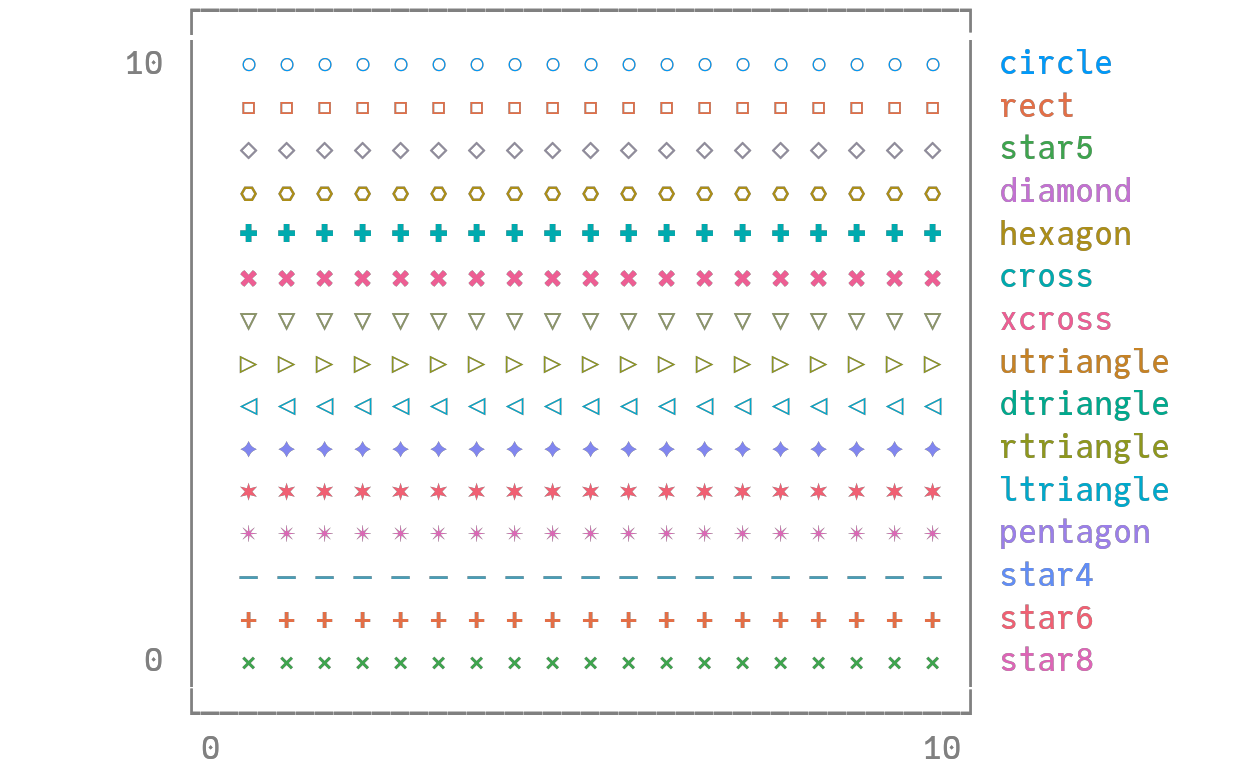 10 circle
rect
star5
diamond
hexagon
cross
xcross
utriangle
dtriangle
rtriangle
ltriangle
pentagon
star4
star6
0 star8
0 10